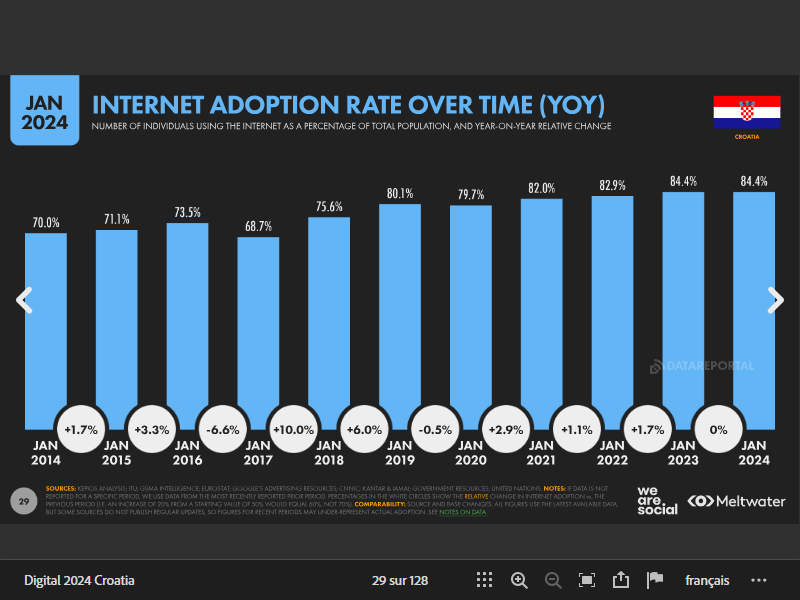 JAN
2024
INTERNET ADOPTION RATE OVER TIME (YOY)
NUMBER OF INDIVIDUALS USING THE INTERNET AS A PERCENTAGE OF TOTAL POPULATION, AND YEAR-ON-YEAR RELATIVE CHANGE
CROATIA
70.0% 71.1% 73.5% 68.7% 75.6% 80.1% 79.7% 82.0% 82.9% 84.4% 84.4%
DATAREPORTAL
+1.7% +3.3% -6.6% +10.0% +6.0% -0.5% +2.9% +1.1% +1.7% 0%
JAN JAN JAN JAN JAN JAN JAN JAN JAN JAN JAN
2014 2015 2016 2017 2018 2019 2020 2021 2022 2023 2024
29
SOURCES: KEPIOS ANALYSIS; ITU; GSMA INTELLIGENCE; EUROSTAT; GOOGLE'S ADVERTISING RESOURCES; CNNIC; KANTAR & IAMAI; GOVERNMENT RESOURCES; UNITED NATIONS. NOTES: IF DATA IS NOT
REPORTED FOR A SPECIFIC PERIOD, WE USE DATA FROM THE MOST RECENTLY REPORTED PRIOR PERIOD. PERCENTAGES IN THE WHITE CIRCLES SHOW THE RELATIVE CHANGE IN INTERNET ADOPTION vs. THE
PREVIOUS PERIOD (I.E. AN INCREASE OF 20% FROM A STARTING VALUE OF 50% WOULD EQUAL 60%, NOT 70%). COMPARABILITY: SOURCE AND BASE CHANGES. ALL FIGURES USE THE LATEST AVAILABLE DATA,
BUT SOME SOURCES DO NOT PUBLISH REGULAR UPDATES, SO FIGURES FOR RECENT PERIODS MAY UNDER-REPRESENT ACTUAL ADOPTION. SEE NOTES ON DATA.
we
are.
social
Meltwater
Digital 2024 Croatia
29 sur 128
français